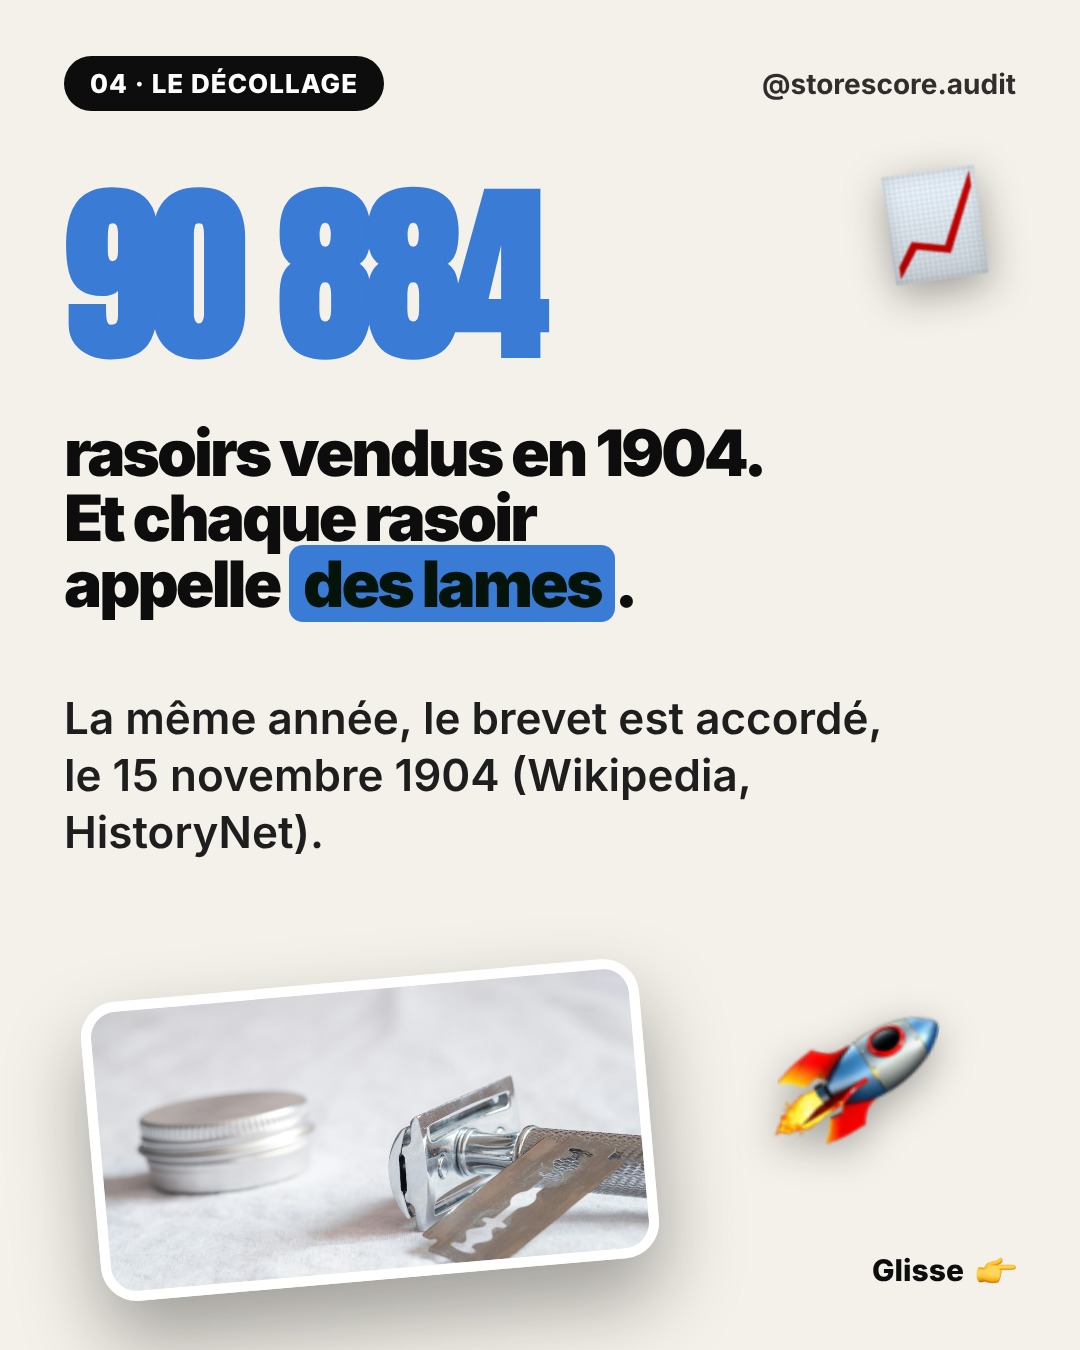 04 · LE DÉCOLLAGE
@storescore.audit
90 884
rasoirs vendus en 1904.
Et chaque rasoir
appelle des lames.
La même année, le brevet est accordé,
le 15 novembre 1904 (Wikipedia,
HistoryNet).
Glisse 👉